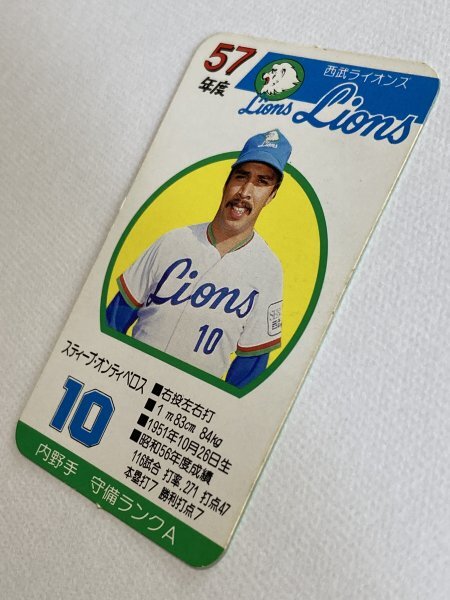 57
年度
西武ライオンズ
Lions
Lions
Lions
10
スティーブ・オンティベロス
10
■右投左右打
■1m83cm 84kg
■1951年10月26日生
■昭和56年度成績
116試合 打率.271 打点47
本塁打7 勝利打点7
内野手 守備ランクA